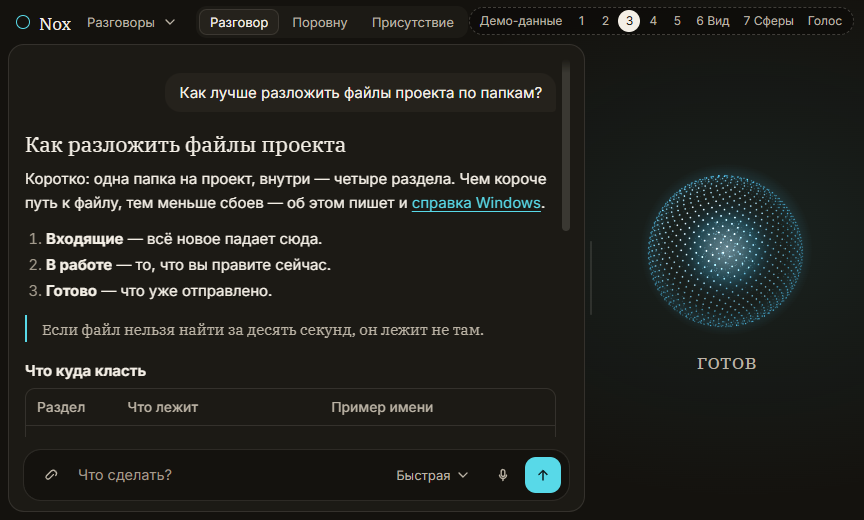 Nox Разговоры Разговор Поровну Присутствие Демо-данные 1 2 3 4 5 6 Вид 7 Сферы Голос
Как лучше разложить файлы проекта по папкам?
Как разложить файлы проекта
Коротко: одна папка на проект, внутри — четыре раздела. Чем короче
путь к файлу, тем меньше сбоев — об этом пишет и справка Windows.
1. Входящие — всё новое падает сюда.
2. В работе — то, что вы правите сейчас.
3. Готово — что уже отправлено.
Если файл нельзя найти за десять секунд, он лежит не там.
Что куда класть
Раздел Что лежит Пример имени
Что сделать? Быстрая
готов